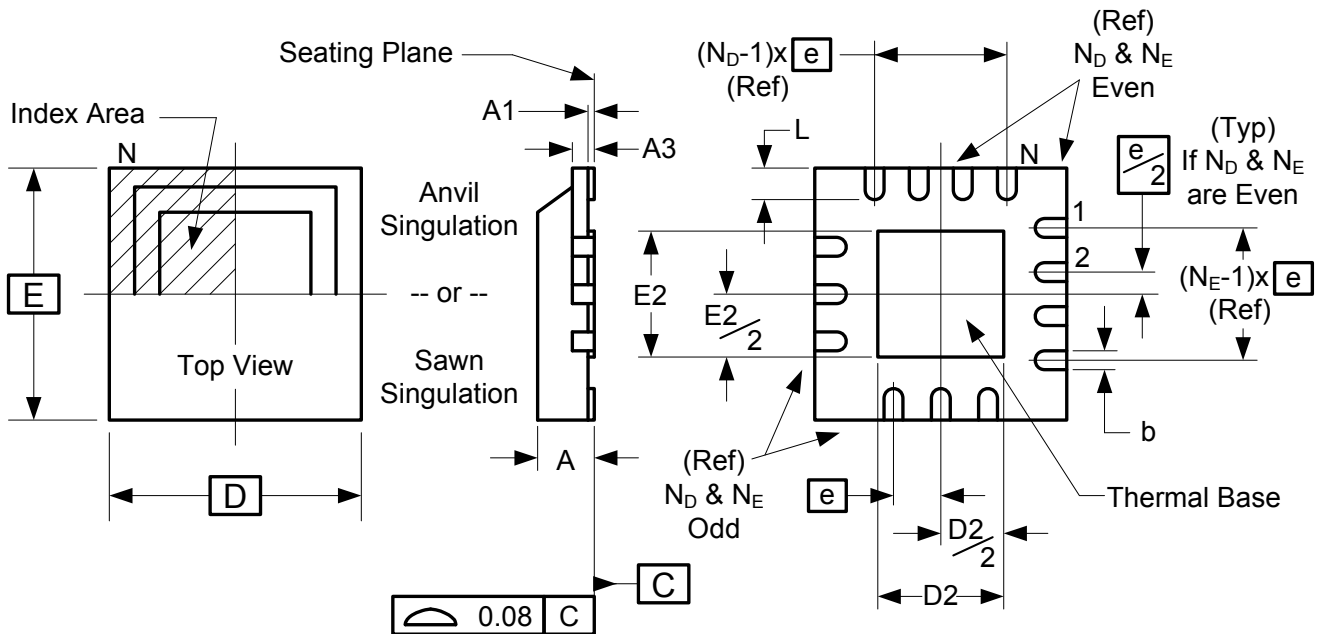 Seating Plane
Index Area
N
E
Top View
D
A1
A3
Anvil
Singulation
-- or --
Sawn
Singulation
A
C
0.08 C
(N_D-1)x e
(Ref)
L
(Ref)
N_D & N_E
Even
N
e/2
(Typ)
If N_D & N_E
are Even
1
2
(N_E-1)x e
(Ref)
E2
E2/2
b
(Ref)
N_D & N_E
Odd
e
Thermal Base
D2/2
D2